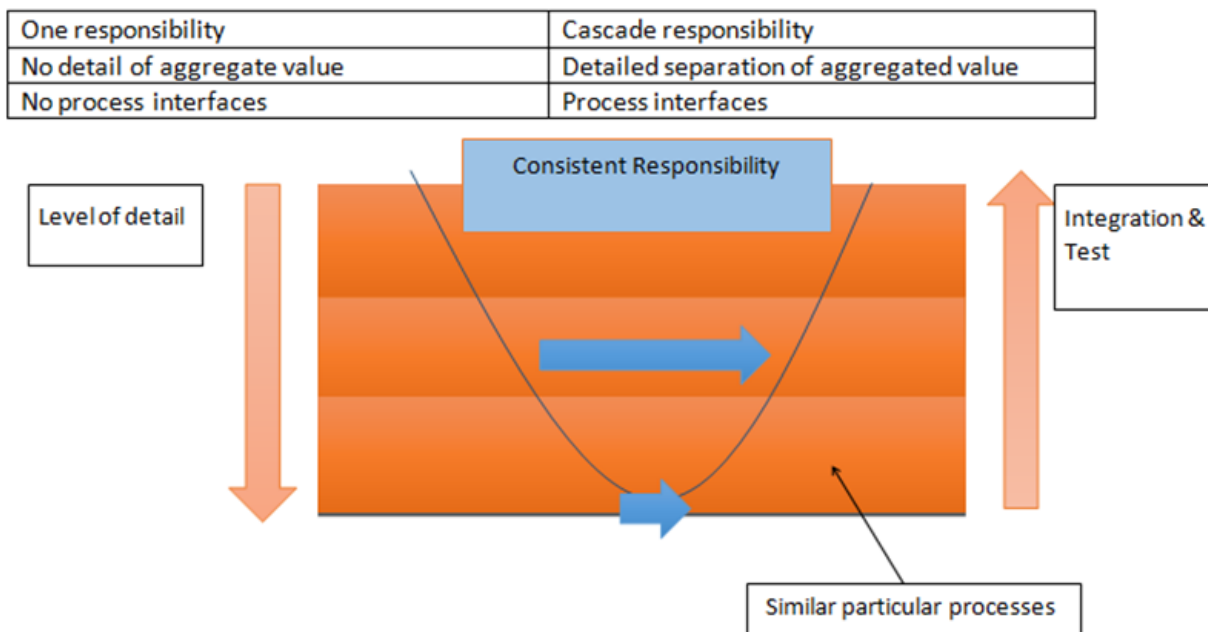 One responsibility Cascade responsibility
No detail of aggregate value Detailed separation of aggregated value
No process interfaces Process interfaces
Consistent Responsibility
Level of detail
Integration &
Test
Similar particular processes